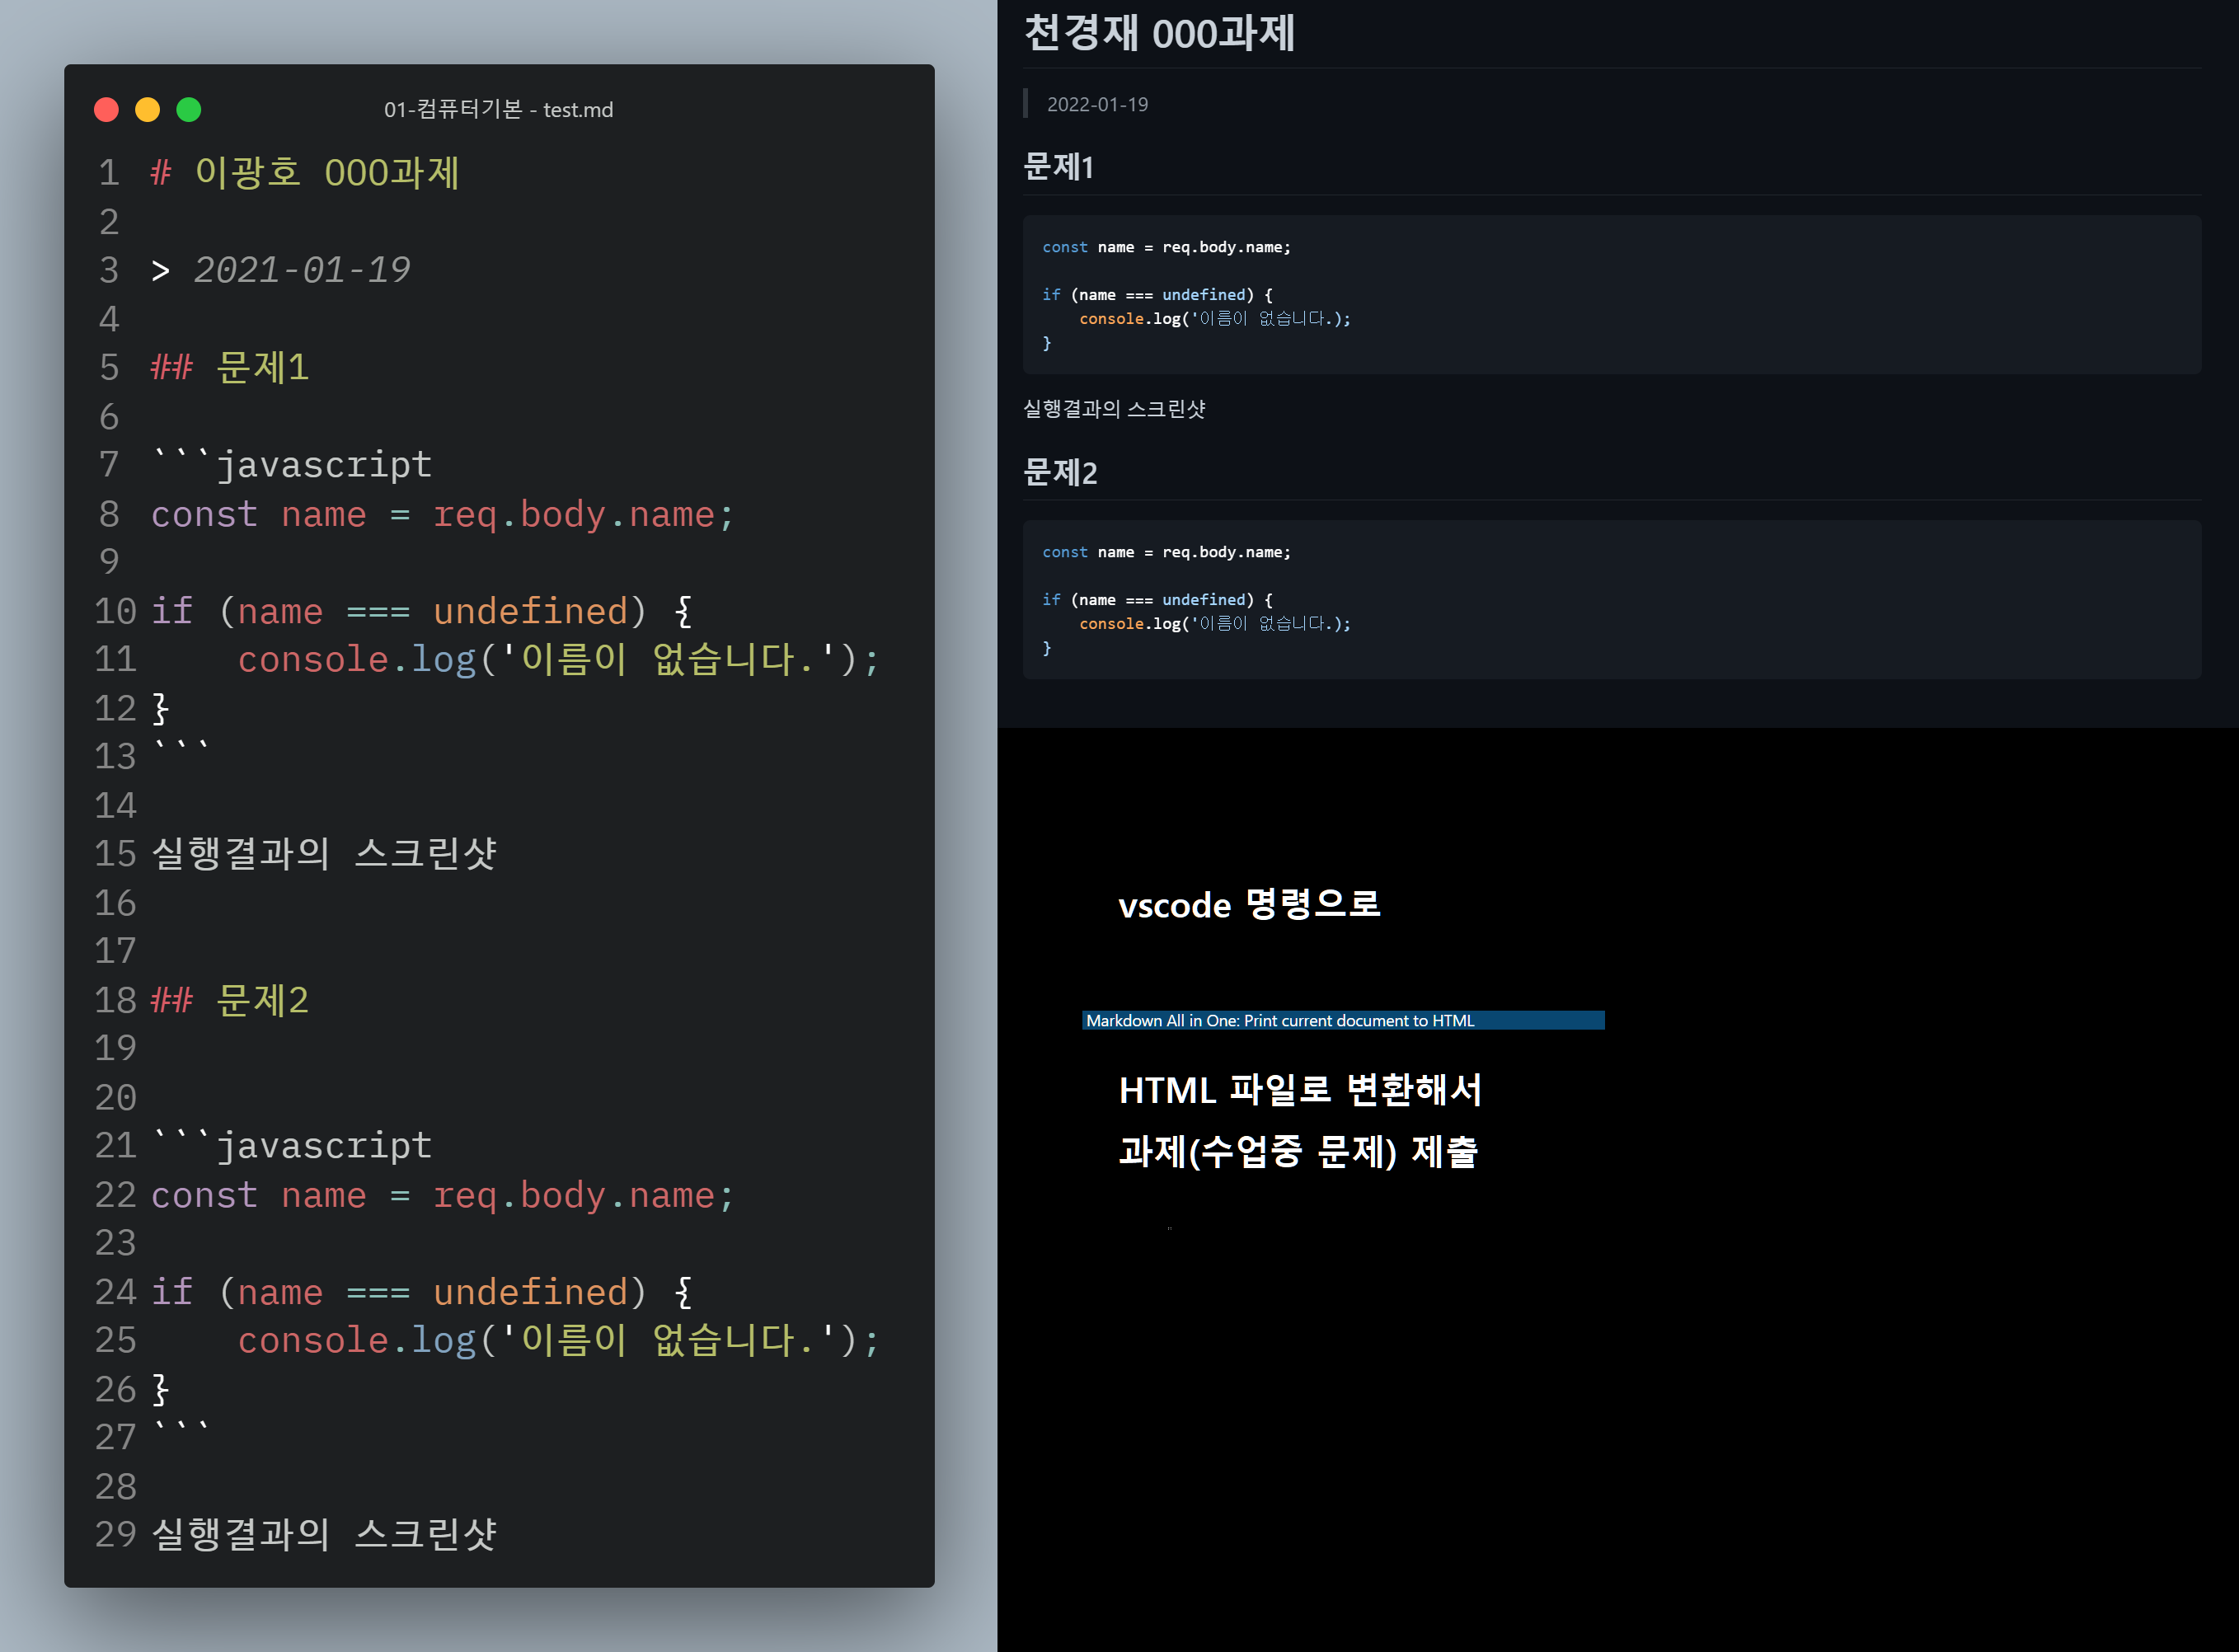 01-컴퓨터기본 - test.md
1 # 이광호 000과제
2
3 > 2021-01-19
4
5 ## 문제1
6
7 ```javascript
8 const name = req.body.name;
9
10 if (name === undefined) {
11     console.log('이름이 없습니다.');
12 }
13 ```
14
15 실행결과의 스크린샷
16
17
18 ## 문제2
19
20
21 ```javascript
22 const name = req.body.name;
23
24 if (name === undefined) {
25     console.log('이름이 없습니다.');
26 }
27 ```
28
29 실행결과의 스크린샷
천경재 000과제
2022-01-19
문제1
const name = req.body.name;
if (name === undefined) {
    console.log('이름이 없습니다.);
}
실행결과의 스크린샷
문제2
const name = req.body.name;
if (name === undefined) {
    console.log('이름이 없습니다.);
}
vscode 명령으로
Markdown All in One: Print current document to HTML
HTML 파일로 변환해서
과제(수업중 문제) 제출